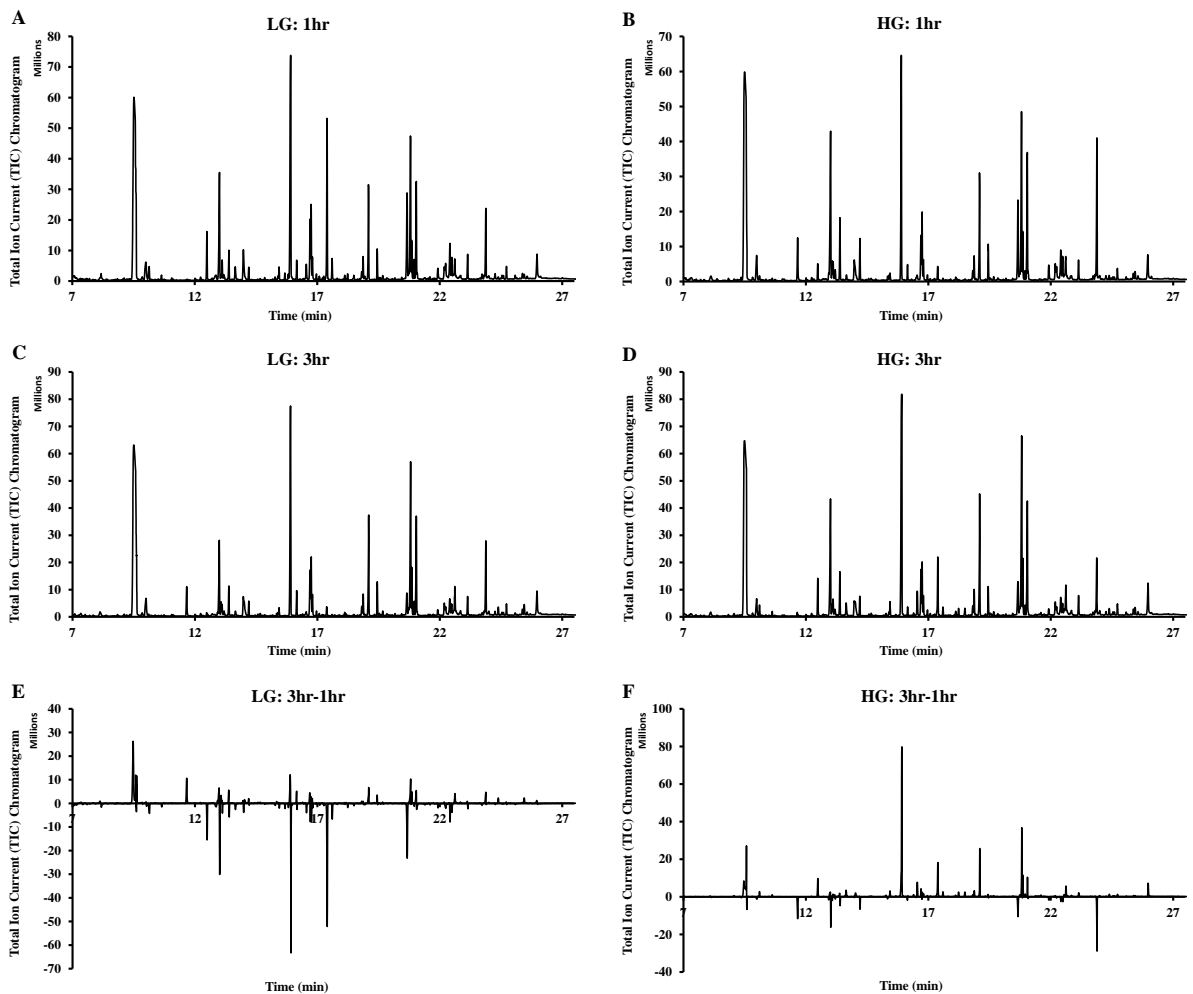 A
LG: 1hr
Total Ion Current (TIC) Chromatogram
Millions
80
70
60
50
40
30
20
10
0
7
12
17
22
27
Time (min)
B
HG: 1hr
Total Ion Current (TIC) Chromatogram
Millions
70
60
50
40
30
20
10
0
7
12
17
22
27
Time (min)
C
LG: 3hr
Total Ion Current (TIC) Chromatogram
Millions
90
80
70
60
50
40
30
20
10
0
7
12
17
22
27
Time (min)
D
HG: 3hr
Total Ion Current (TIC) Chromatogram
Millions
90
80
70
60
50
40
30
20
10
0
7
12
17
22
27
Time (min)
E
LG: 3hr-1hr
Total Ion Current (TIC) Chromatogram
Millions
40
30
20
10
0
-10
-20
-30
-40
-50
-60
-70
7
12
17
22
27
Time (min)
F
HG: 3hr-1hr
Total Ion Current (TIC) Chromatogram
Millions
100
80
60
40
20
0
-20
-40
7
12
17
22
27
Time (min)